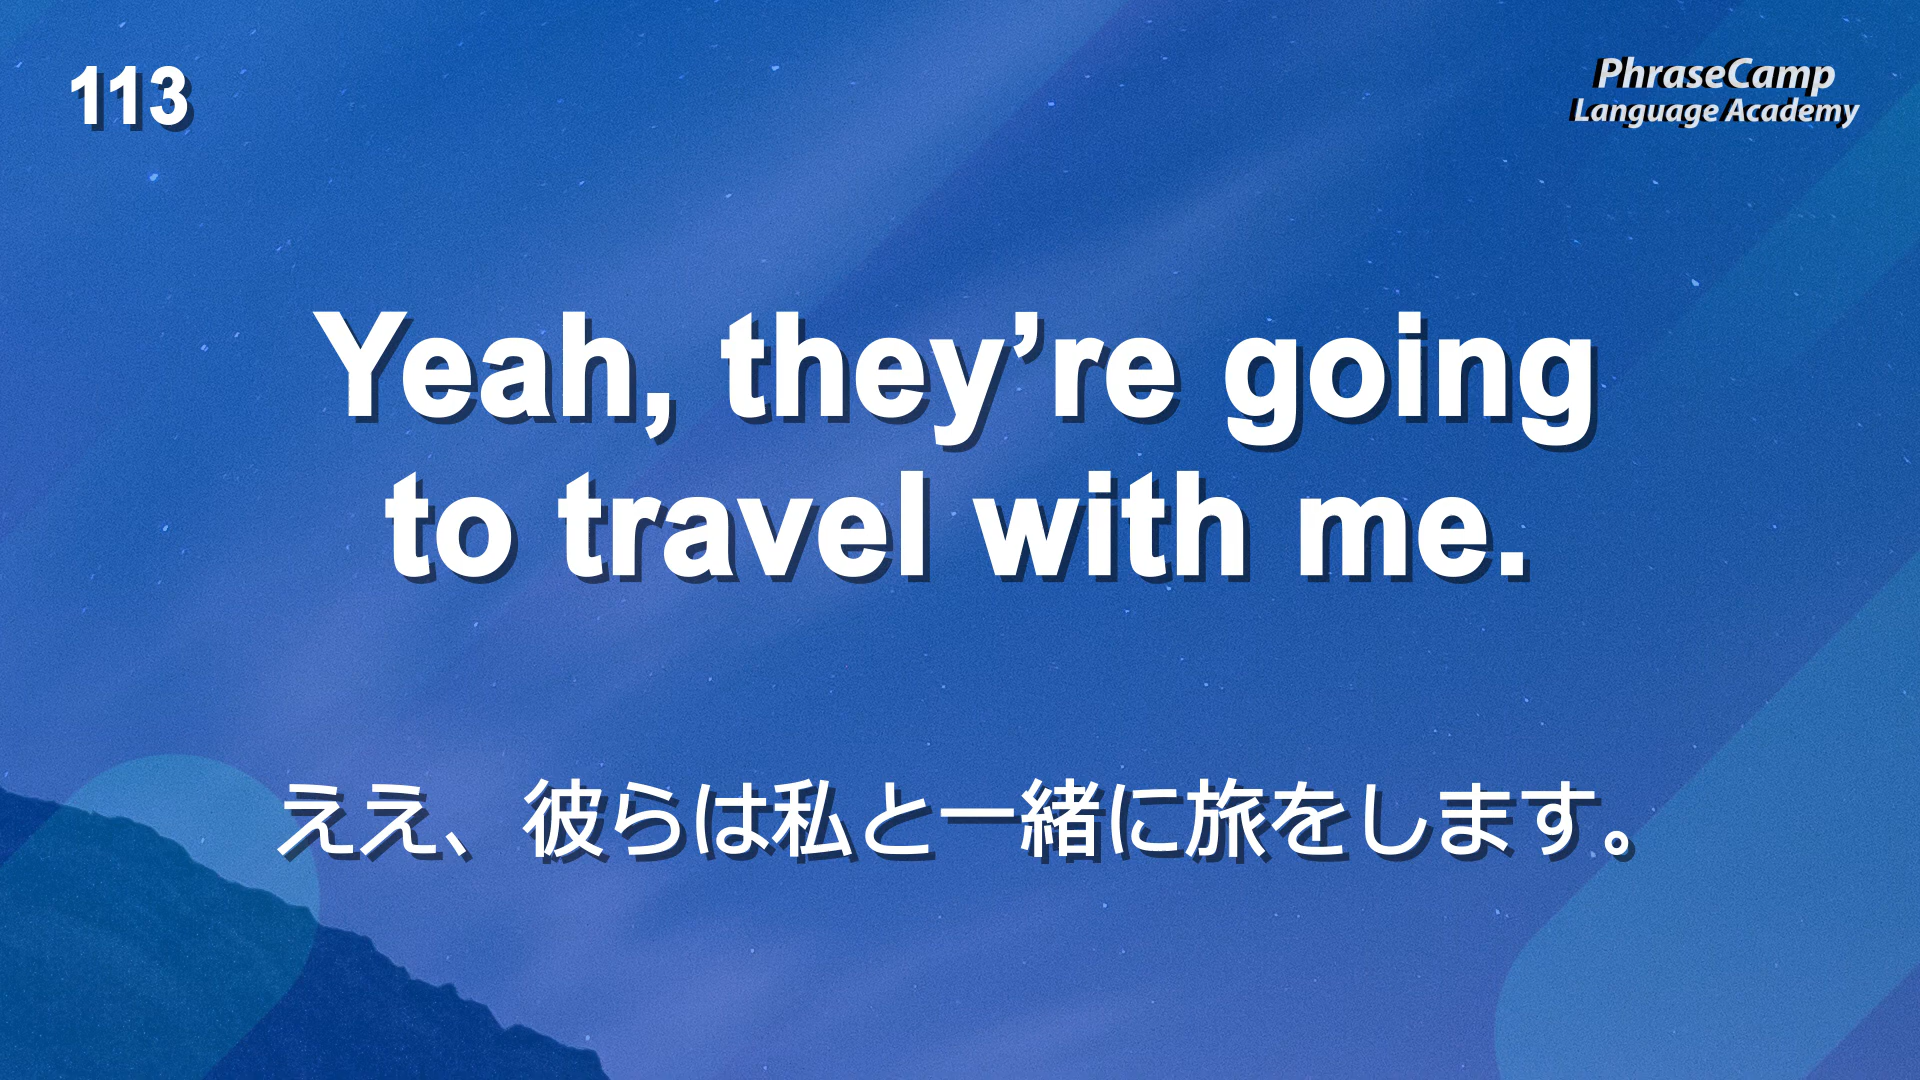 113
PhraseCamp
Language Academy
Yeah, they’re going
to travel with me.
ええ、彼らは私と一緒に旅をします。